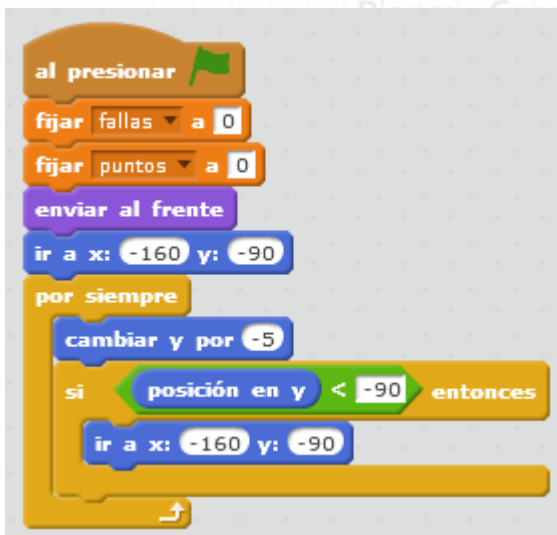 al presionar
fijar fallas a 0
fijar puntos a 0
enviar al frente
ir a x: -160 y: -90
por siempre
cambiar y por -5
si posición en y < -90 entonces
ir a x: -160 y: -90